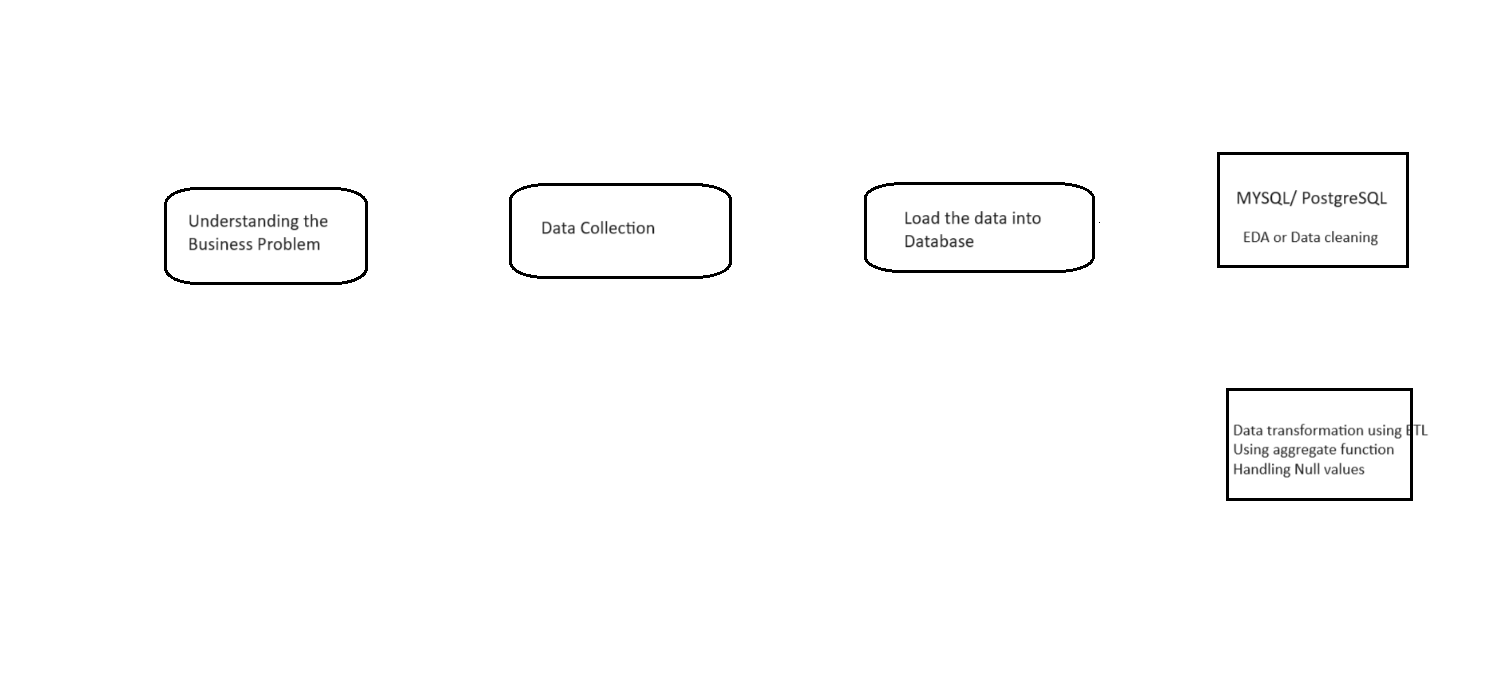 Understanding the
Business Problem
Data Collection
Load the data into
Database
MYSQL/ PostgreSQL
EDA or Data cleaning
Data transformation using ETL
Using aggregate function
Handling Null values